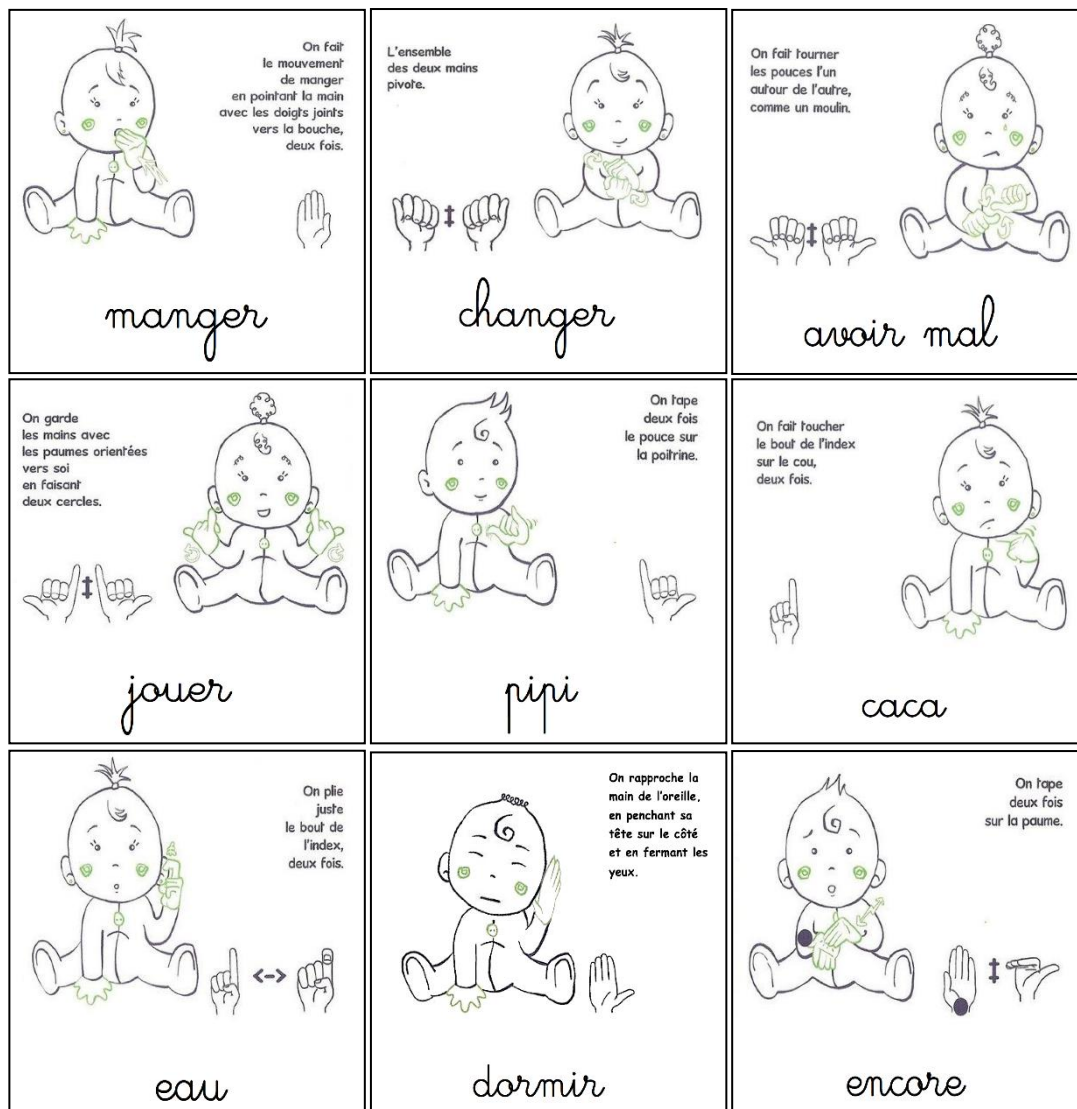 On fait
le mouvement
de manger
en pointant la main
avec les doigts joints
vers la bouche,
deux fois.
manger
L'ensemble
des deux mains
pivote.
changer
On fait tourner
les pouces l'un
autour de l'autre,
comme un moulin.
avoir mal
On garde
les mains avec
les paumes orientées
vers soi
en faisant
deux cercles.
jouer
On tape
deux fois
le pouce sur
la poitrine.
pipi
On fait toucher
le bout de l'index
sur le cou,
deux fois.
caca
On plie
juste
le bout de
l'index,
deux fois.
eau
On rapproche la
main de l'oreille,
en penchant sa
tête sur le côté
et en fermant les
yeux.
dormir
On tape
deux fois
sur la paume.
encore